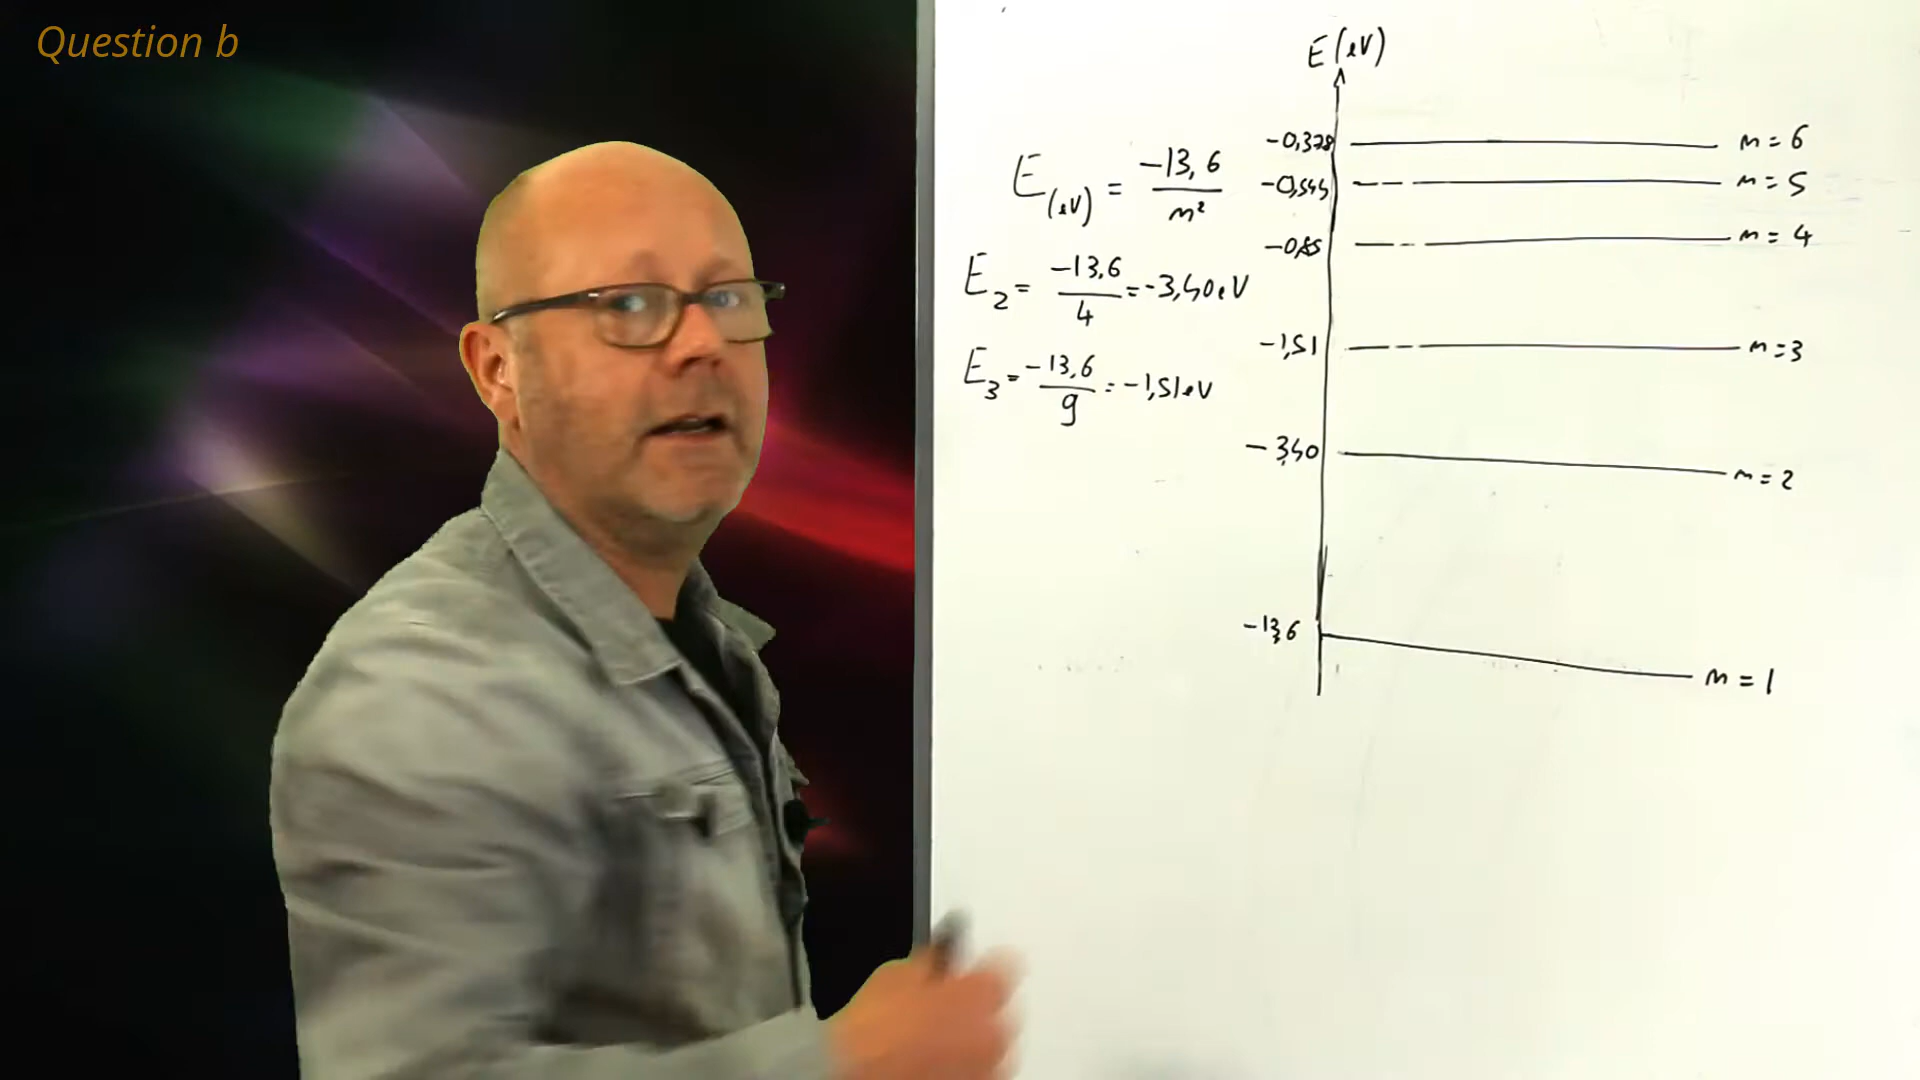 Question b
E(eV) = -13,6 / n²
E₂ = -13,6 / 4 = -3,40 eV
E₃ = -13,6 / 9 = -1,51 eV
E (eV)
-0,378 n = 6
-0,545 n = 5
-0,85 n = 4
-1,51 n = 3
-3,40 n = 2
-13,6 n = 1